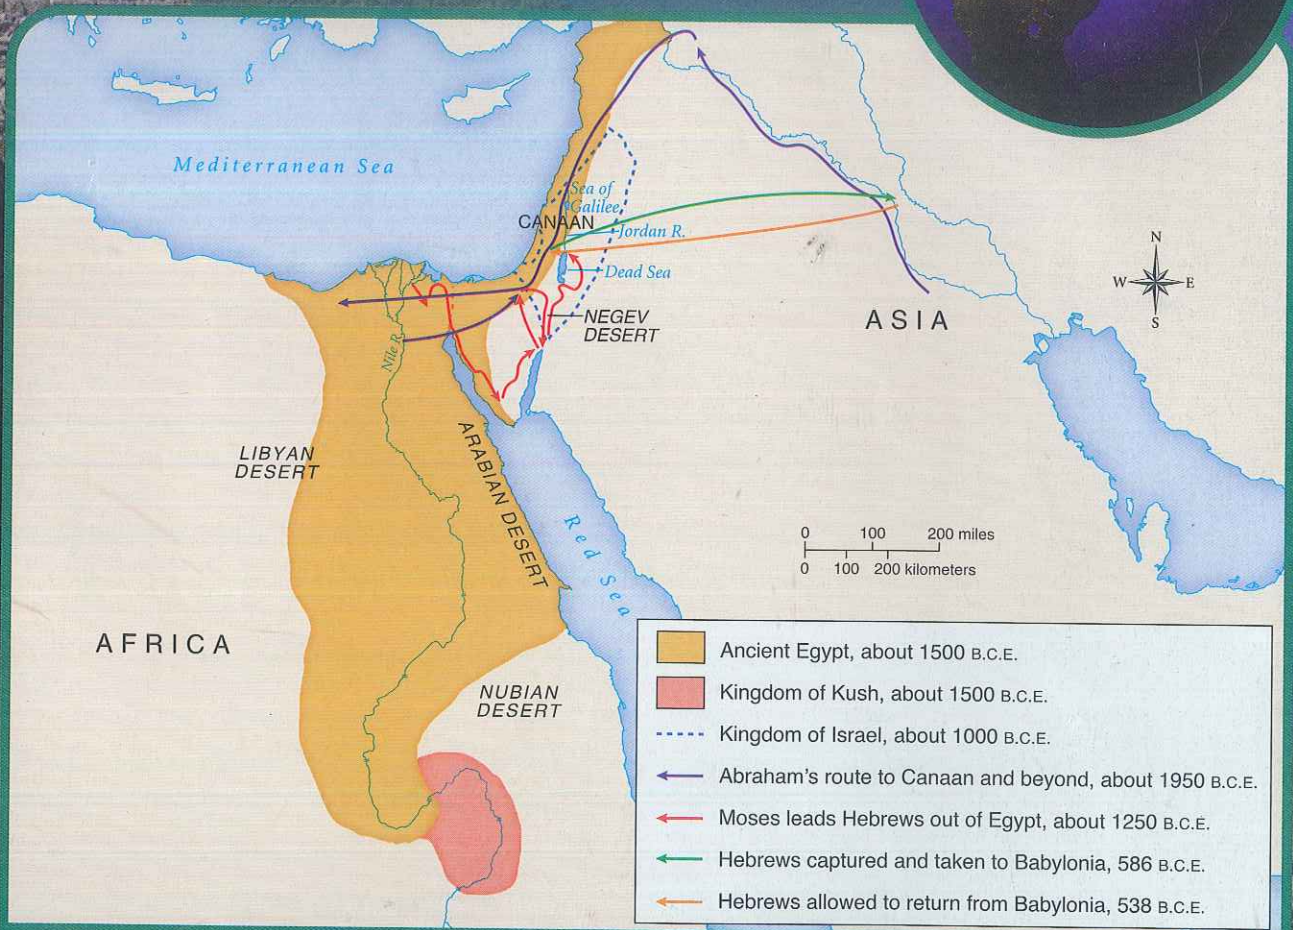 Mediterranean Sea
Sea of
Galilee
CANAAN
Jordan R.
Dead Sea
NEGEV
DESERT
Nile R.
ASIA
N
W
E
S
LIBYAN
DESERT
ARABIAN DESERT
Red Sea
0 100 200 miles
0 100 200 kilometers
AFRICA
NUBIAN
DESERT
Ancient Egypt, about 1500 B.C.E.
Kingdom of Kush, about 1500 B.C.E.
Kingdom of Israel, about 1000 B.C.E.
Abraham's route to Canaan and beyond, about 1950 B.C.E.
Moses leads Hebrews out of Egypt, about 1250 B.C.E.
Hebrews captured and taken to Babylonia, 586 B.C.E.
Hebrews allowed to return from Babylonia, 538 B.C.E.